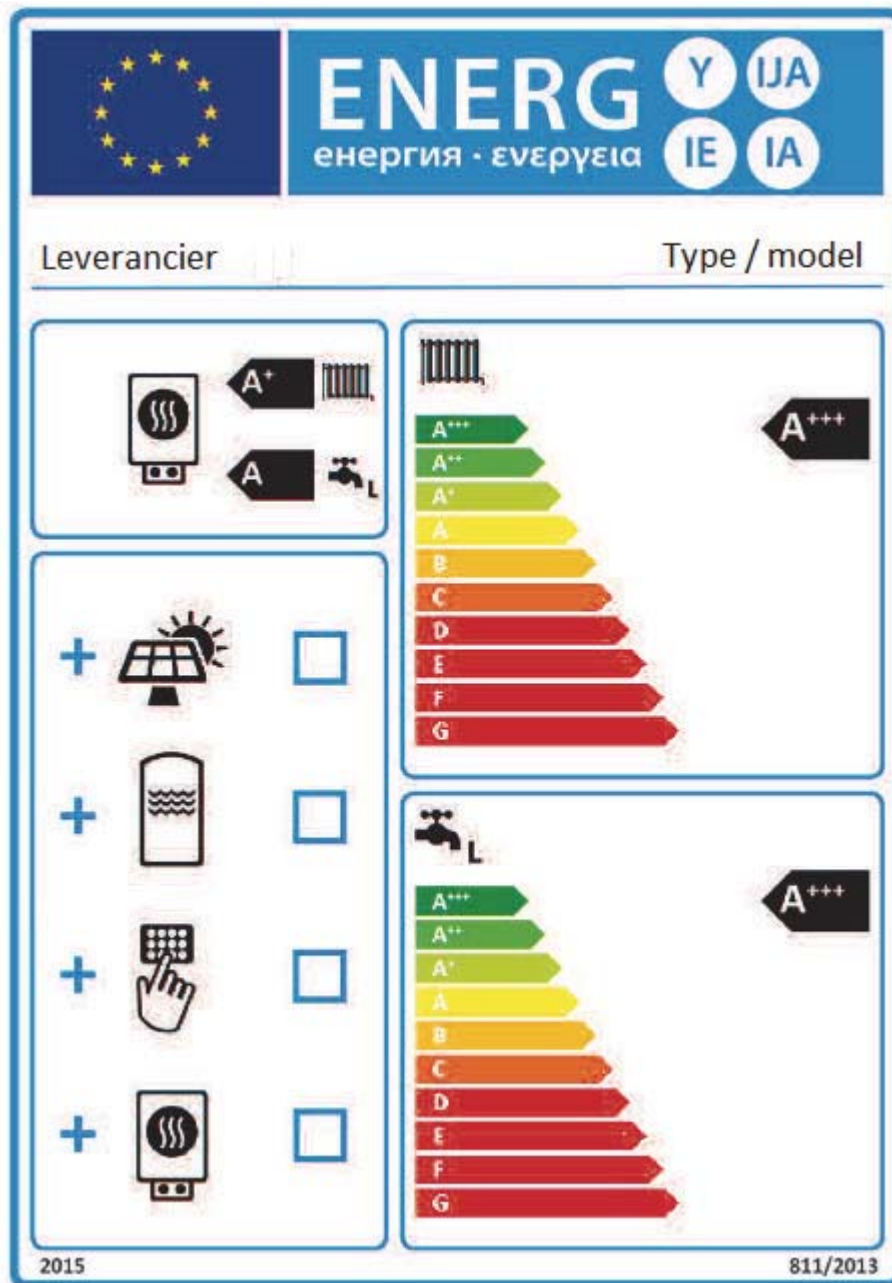 ENERG Y IJA
енергия · ενεργεια IE IA
Leverancier Type / model
A⁺
A
L
A⁺⁺⁺
A⁺⁺⁺
A⁺⁺
A⁺
A
B
C
D
E
F
G
L
A⁺⁺⁺
A⁺⁺⁺
A⁺⁺
A⁺
A
B
C
D
E
F
G
+
+
+
+
2015 811/2013